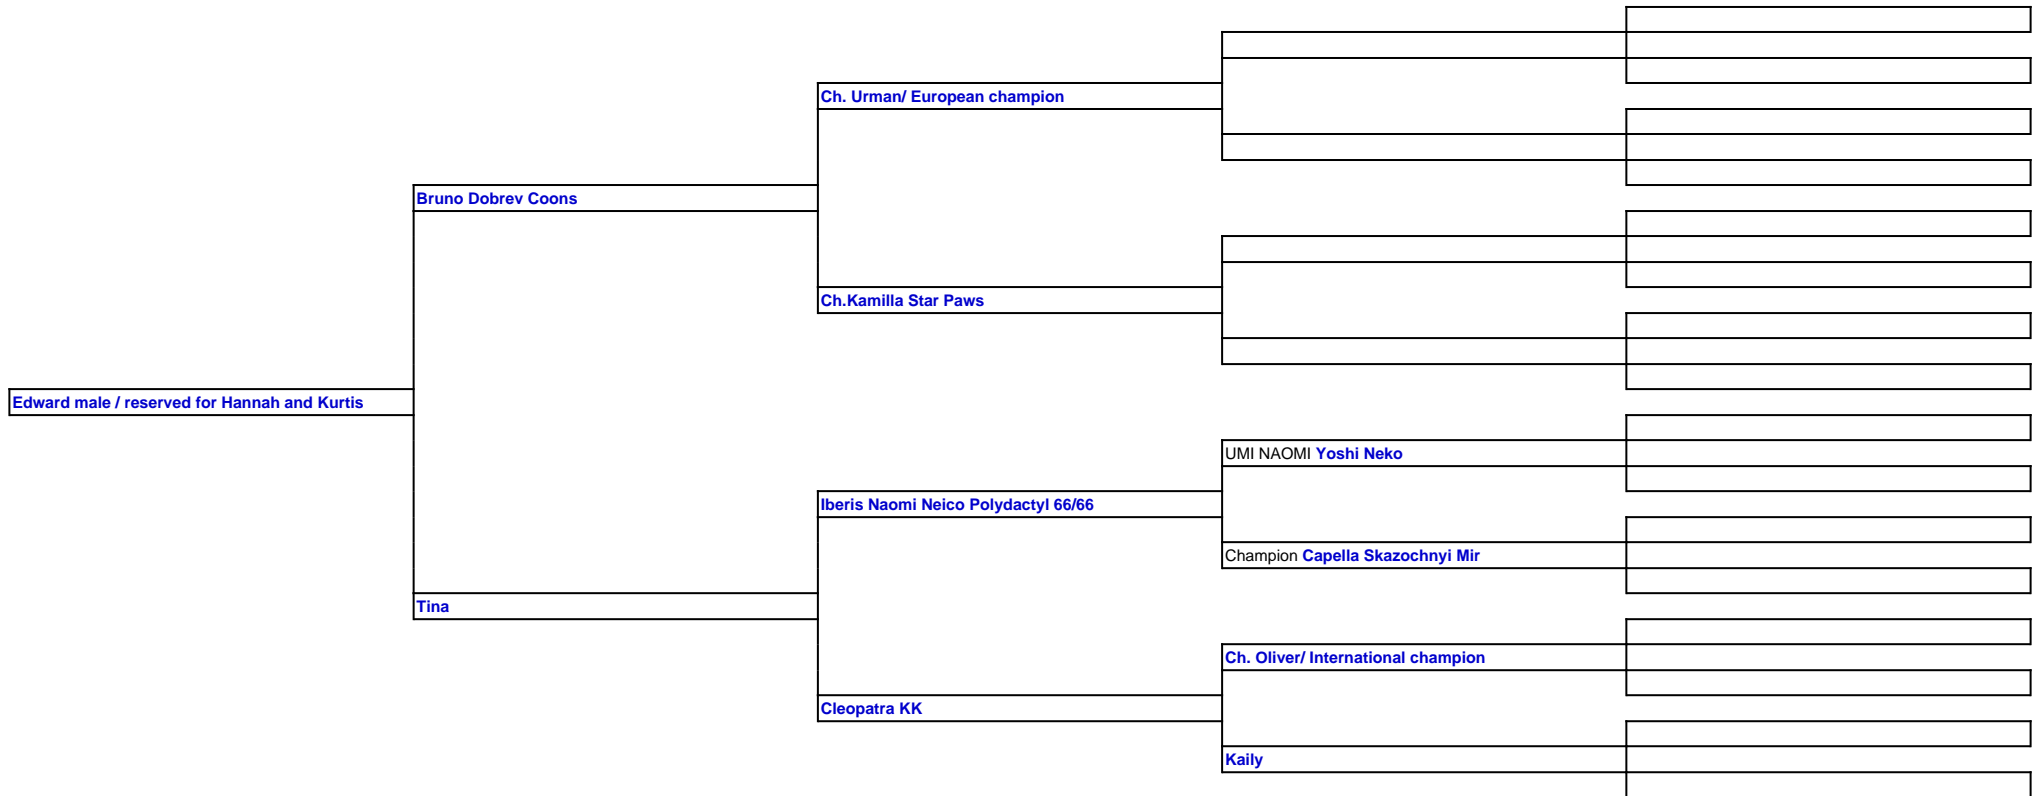 Ch. Urman/ European champion
Bruno Dobrev Coons
Ch.Kamilla Star Paws
Edward male / reserved for Hannah and Kurtis
UMI NAOMI Yoshi Neko
Iberis Naomi Neico Polydactyl 66/66
Champion Capella Skazochnyi Mir
Tina
Ch. Oliver/ International champion
Cleopatra KK
Kaily